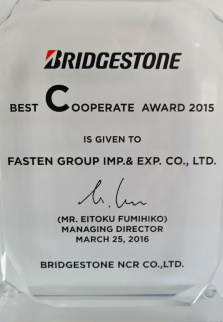 BRIDGESTONE
BEST COOPERATE AWARD 2015
IS GIVEN TO
FASTEN GROUP IMP.& EXP. CO., LTD.
(MR. EITOKU FUMIHIKO)
MANAGING DIRECTOR
MARCH 25, 2016
BRIDGESTONE NCR CO.,LTD.